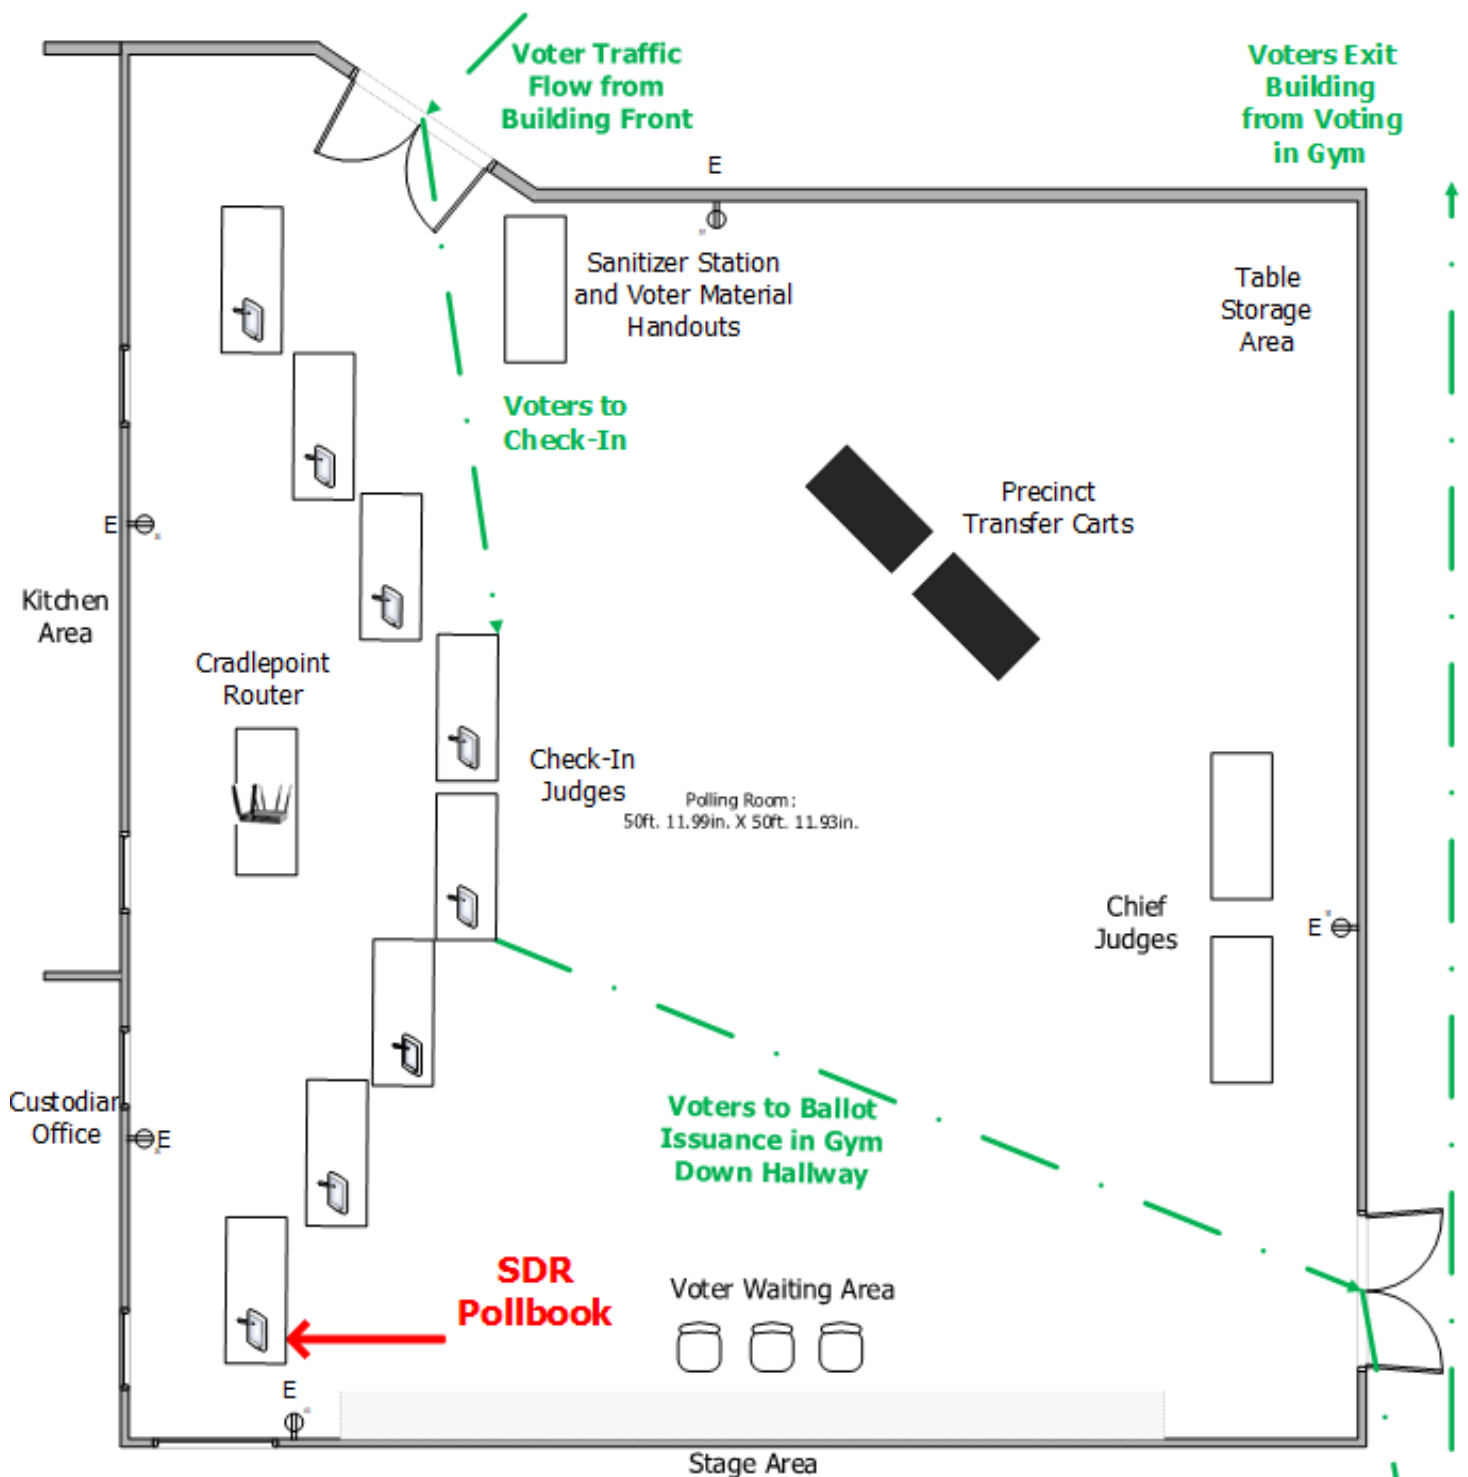 Voter Traffic
Flow from
Building Front
Voters Exit
Building
from Voting
in Gym
E
Sanitizer Station
and Voter Material
Handouts
Table
Storage
Area
Voters to
Check-In
Precinct
Transfer Carts
E
Kitchen
Area
Cradlepoint
Router
Check-In
Judges
Polling Room:
50ft. 11.99in. X 50ft. 11.93in.
Chief
Judges
E
Custodian
Office
E
Voters to Ballot
Issuance in Gym
Down Hallway
SDR
Pollbook
Voter Waiting Area
E
Stage Area